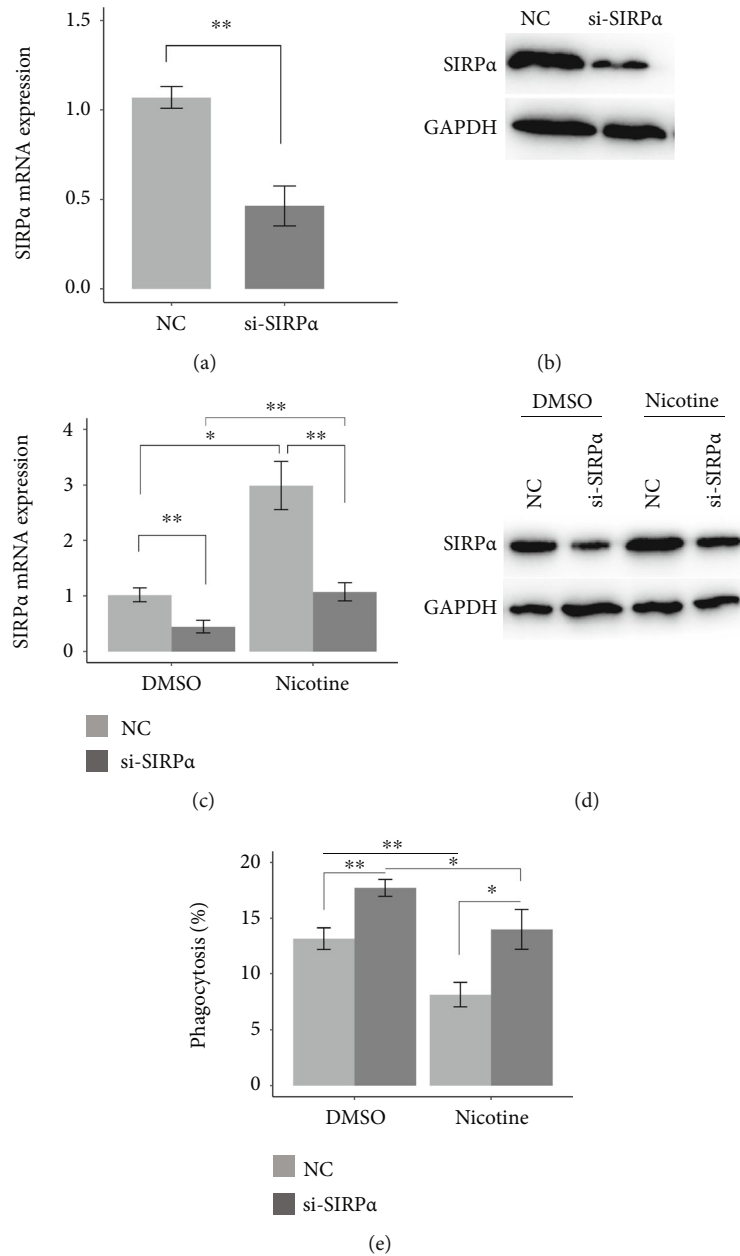 SIRPα mRNA expression
1.5
1.0
0.5
0.0
**
NC
si-SIRPα
(a)
NC si-SIRPα
SIRPα
GAPDH
(b)
SIRPα mRNA expression
4
3
2
1
0
**
*
**
**
DMSO
Nicotine
NC
si-SIRPα
(c)
DMSO
Nicotine
NC
si-SIRPα
NC
si-SIRPα
SIRPα
GAPDH
(d)
Phagocytosis (%)
20
15
10
5
0
**
**
*
*
DMSO
Nicotine
NC
si-SIRPα
(e)